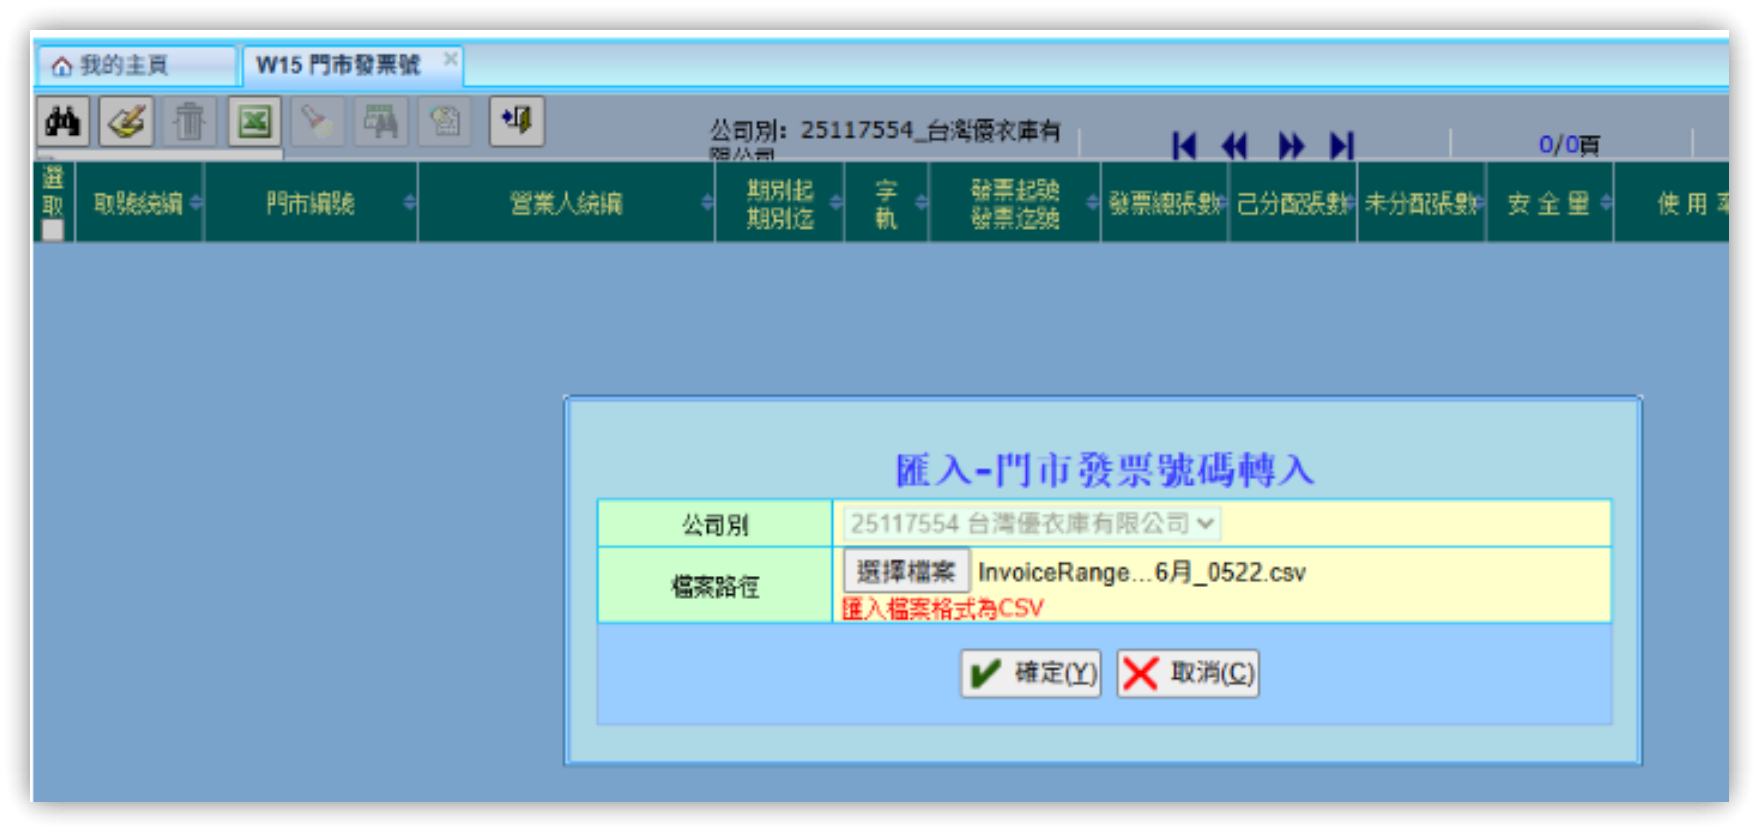 我的主頁
W15 門市發票號
公司別: 25117554_台灣優衣庫有
限公司
0/0頁
選取
取號統編
門市編號
營業人統編
期別起
期別迄
字
軌
發票起號
發票迄號
發票總張數
已分配張數
未分配張數
安全量
使用率
匯入-門市發票號碼轉入
公司別
25117554 台灣優衣庫有限公司
檔案路徑
選擇檔案 InvoiceRange...6月_0522.csv
匯入檔案格式為CSV
確定(Y)
取消(C)